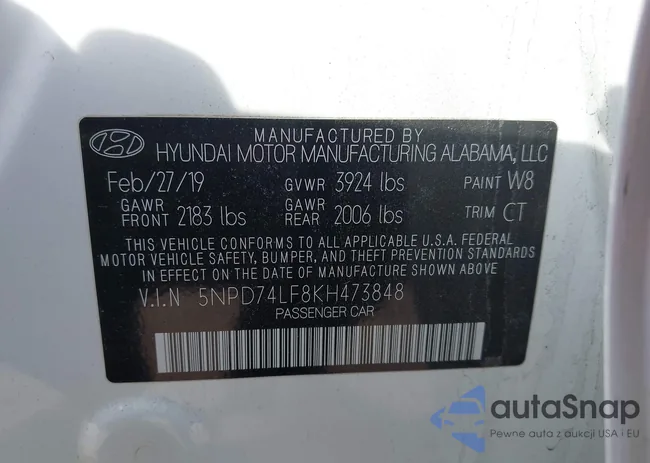 MANUFACTURED BY
HYUNDAI MOTOR MANUFACTURING ALABAMA, LLC
Feb/27/19 GVWR 3924 lbs PAINT W8
GAWR FRONT 2183 lbs GAWR REAR 2006 lbs TRIM CT
THIS VEHICLE CONFORMS TO ALL APPLICABLE U.S.A. FEDERAL
MOTOR VEHICLE SAFETY, BUMPER, AND THEFT PREVENTION STANDARDS
IN EFFECT ON THE DATE OF MANUFACTURE SHOWN ABOVE.
V.I.N 5NPD74LF8KH473848
PASSENGER CAR
autaSnap
Pewne auta z aukcji USA i EU